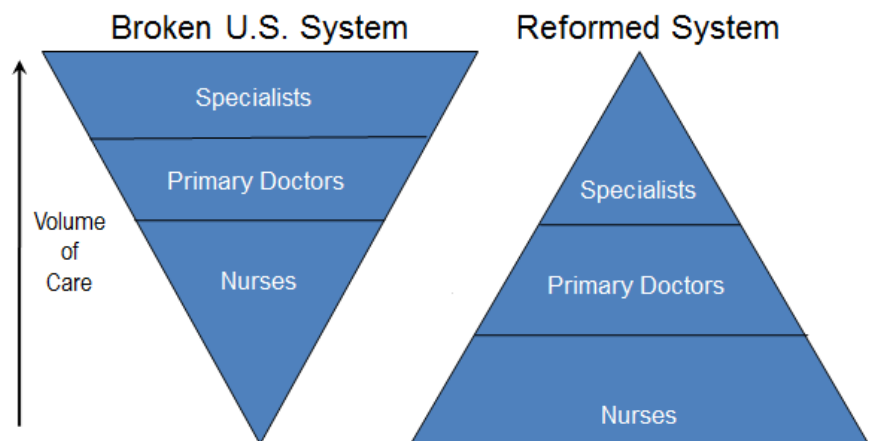 Broken U.S. System
Reformed System
Specialists
Primary Doctors
Nurses
Volume
of
Care
Specialists
Primary Doctors
Nurses